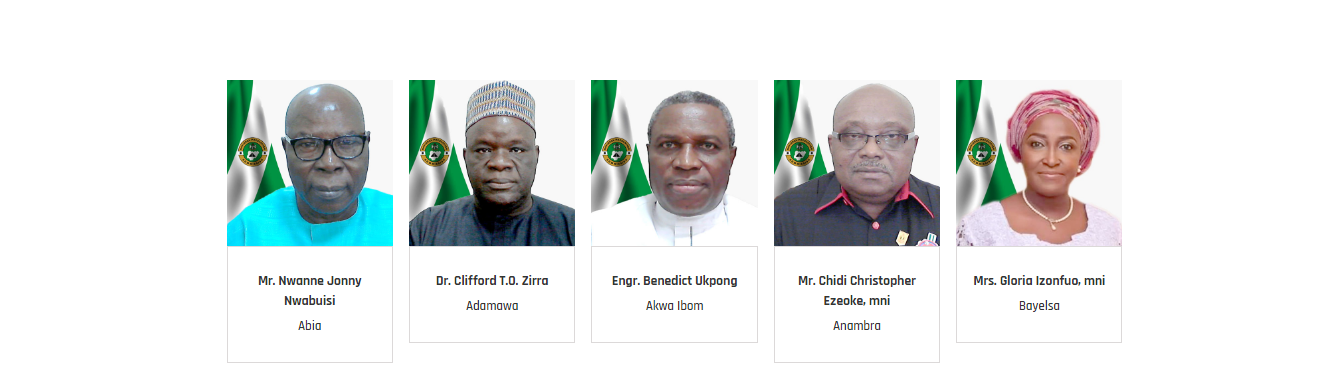 Mr. Nwanne Jonny
Nwabuisi
Abia
Dr. Clifford T.O. Zirra
Adamawa
Engr. Benedict Ukpong
Akwa Ibom
Mr. Chidi Christopher
Ezeoke, mni
Anambra
Mrs. Gloria Izonfuo, mni
Bayelsa